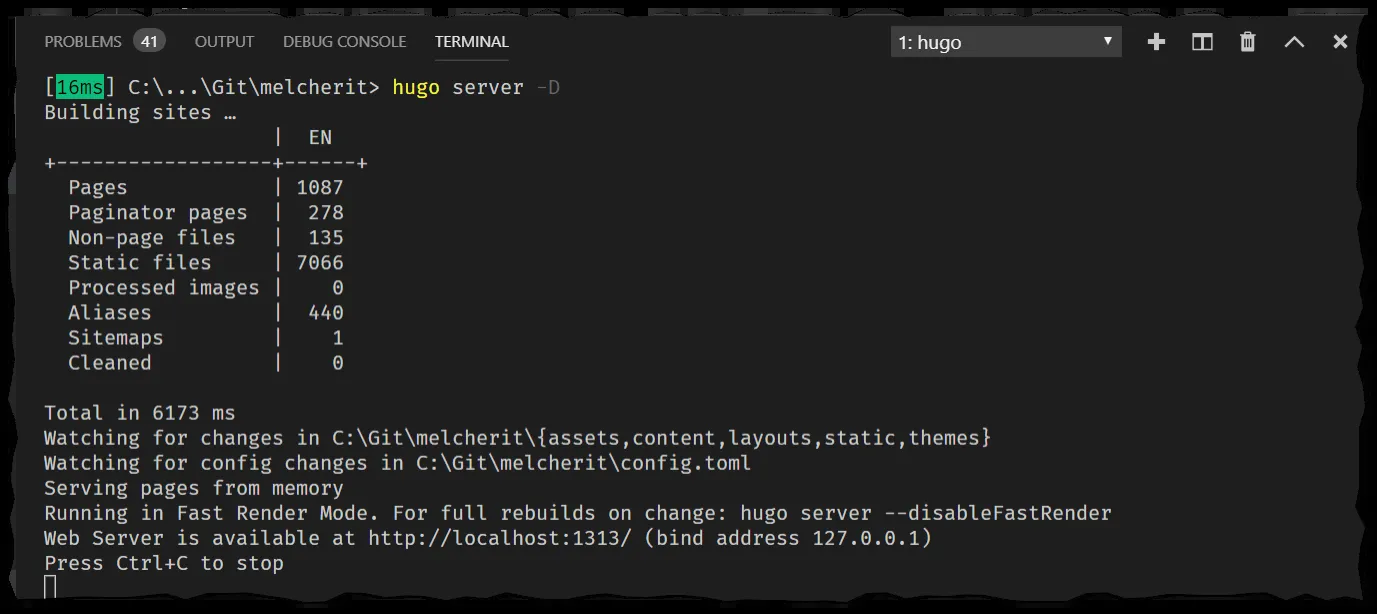 PROBLEMS 41 OUTPUT DEBUG CONSOLE TERMINAL 1: hugo
[16ms] C:\...\Git\melcherit> hugo server -D
Building sites …
                   |  EN
+------------------+------+
  Pages            | 1087
  Paginator pages  |  278
  Non-page files   |  135
  Static files     | 7066
  Processed images |    0
  Aliases          |  440
  Sitemaps         |    1
  Cleaned          |    0
Total in 6173 ms
Watching for changes in C:\Git\melcherit\{assets,content,layouts,static,themes}
Watching for config changes in C:\Git\melcherit\config.toml
Serving pages from memory
Running in Fast Render Mode. For full rebuilds on change: hugo server --disableFastRender
Web Server is available at http://localhost:1313/ (bind address 127.0.0.1)
Press Ctrl+C to stop